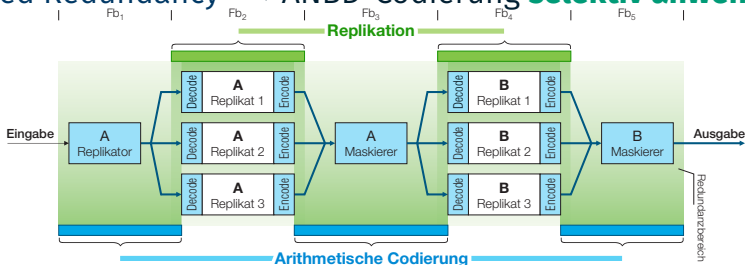 ed Redundancy ANBD-Codierung selektiv anwen
Fb1 Fb2 Fb3 Fb4 Fb5
Replikation
Decode A Replikat 1 Encode
Decode B Replikat 1 Encode
Eingabe
A Replikator
Decode A Replikat 2 Encode
A Maskierer
Decode B Replikat 2 Encode
B Maskierer
Ausgabe
Decode A Replikat 3 Encode
Decode B Replikat 3 Encode
Redundanzbereich
Arithmetische Codierung